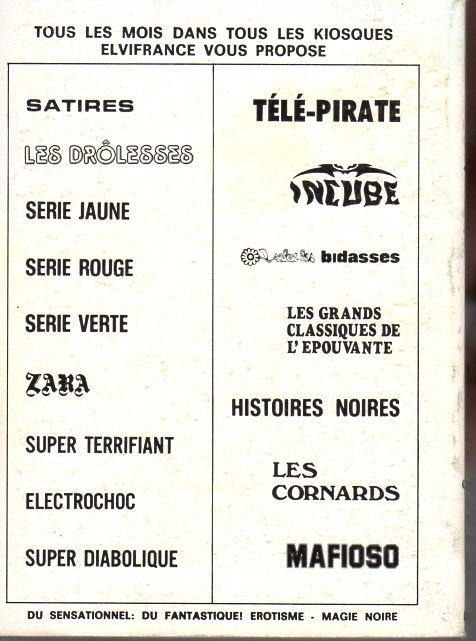 TOUS LES MOIS DANS TOUS LES KIOSQUES
ELVIFRANCE VOUS PROPOSE
SATIRES
LES DRÔLESSES
SERIE JAUNE
SERIE ROUGE
SERIE VERTE
ZARA
SUPER TERRIFIANT
ELECTROCHOC
SUPER DIABOLIQUE
TÉLÉ-PIRATE
INCUBE
bidasses
LES GRANDS
CLASSIQUES DE
L'EPOUVANTE
HISTOIRES NOIRES
LES
CORNARDS
MAFIOSO
DU SENSATIONNEL: DU FANTASTIQUE! EROTISME - MAGIE NOIRE